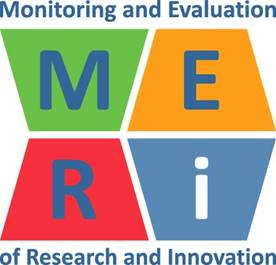 Monitoring and Evaluation
M E
R i
of Research and Innovation